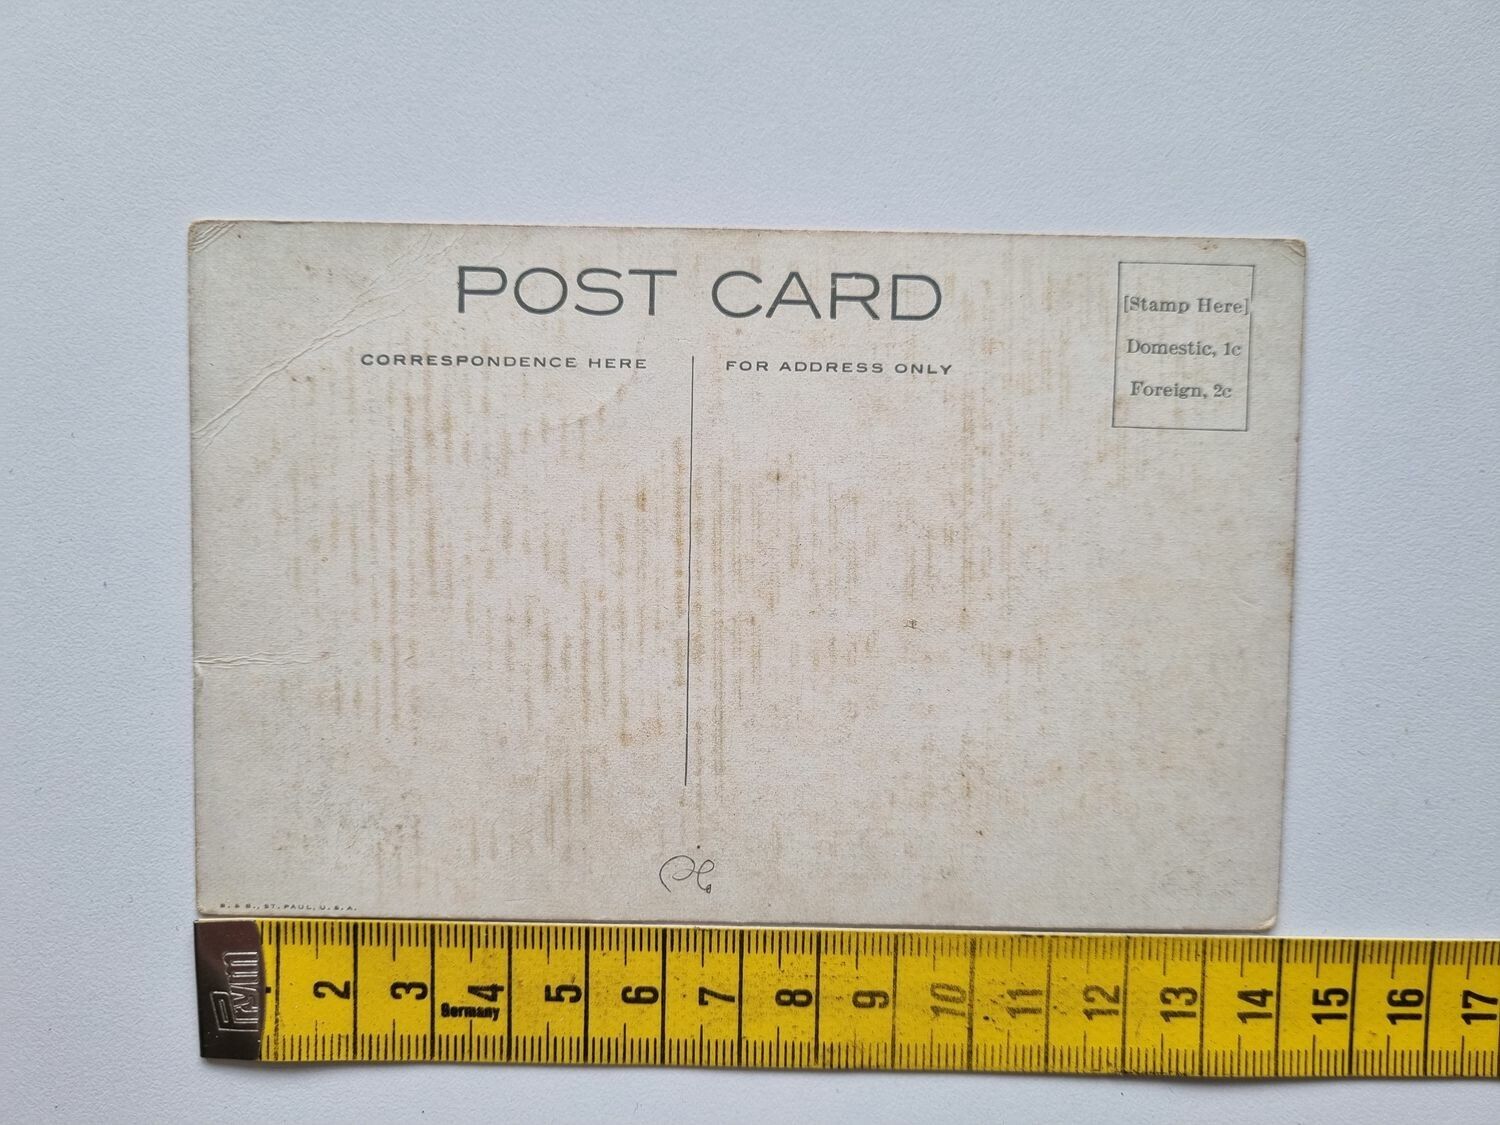 POST CARD
CORRESPONDENCE HERE
FOR ADDRESS ONLY
[Stamp Here]
Domestic, 1c
Foreign, 2c
ST. PAUL, U.S.A.
Prym
2 3 4 5 6 7 8 9 10 11 12 13 14 15 16 17
Germany